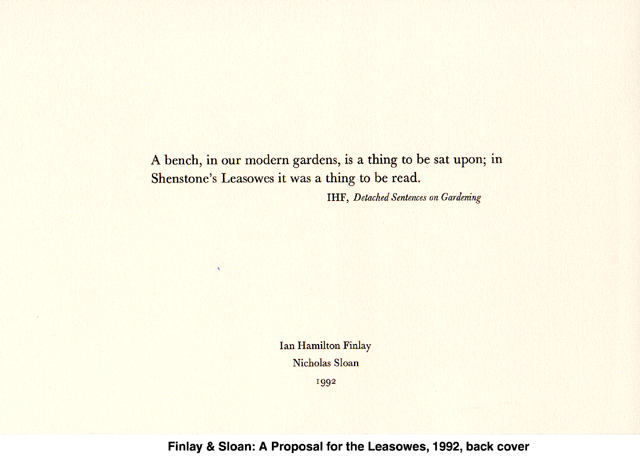 A bench, in our modern gardens, is a thing to be sat upon; in
Shenstone's Leasowes it was a thing to be read.
IHF, Detached Sentences on Gardening
Ian Hamilton Finlay
Nicholas Sloan
1992
Finlay & Sloan: A Proposal for the Leasowes, 1992, back cover